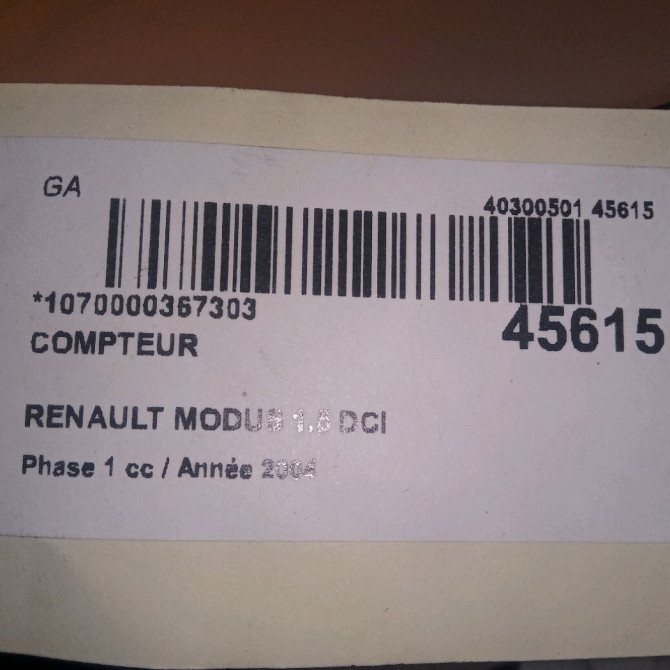 GA
40300501 45615
*1070000367303
45615
COMPTEUR
RENAULT MODUS 1.5 DCI
Phase 1 cc / Année 2004